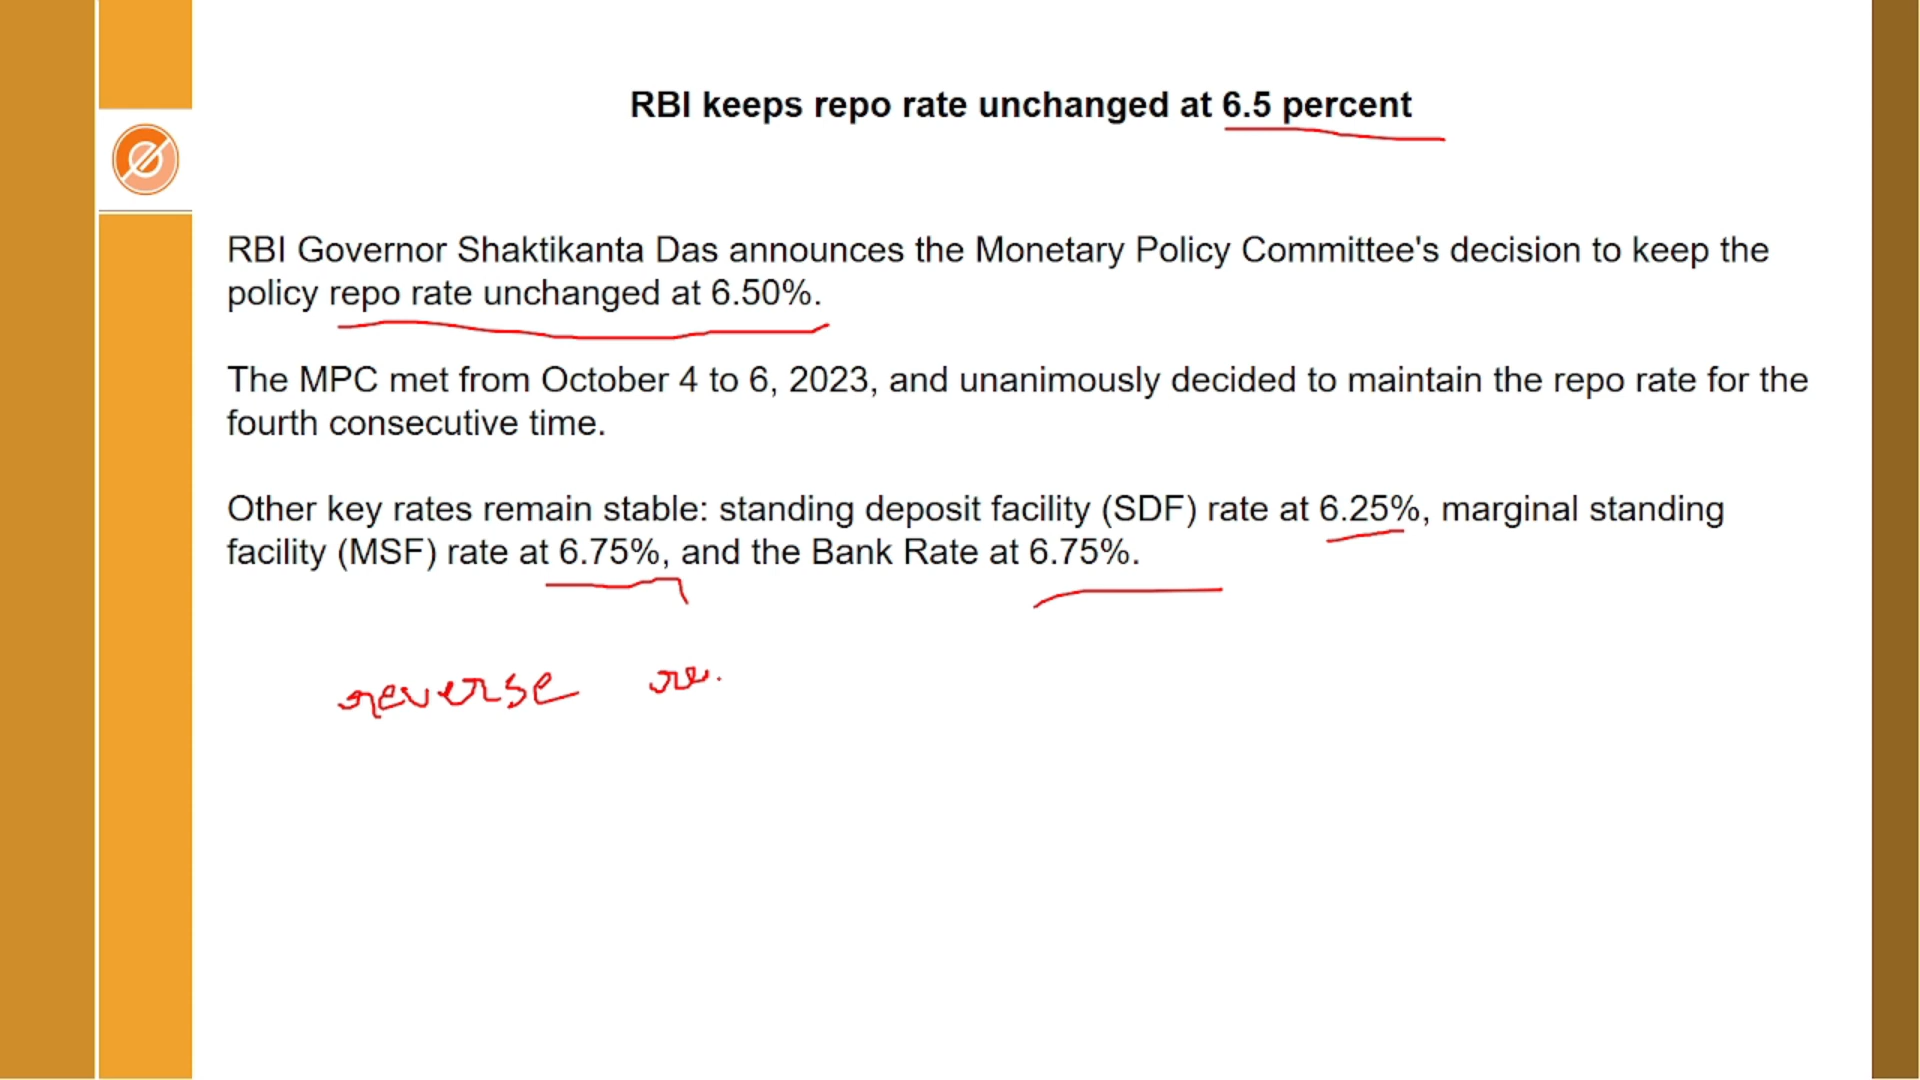 RBI keeps repo rate unchanged at 6.5 percent
RBI Governor Shaktikanta Das announces the Monetary Policy Committee's decision to keep the
policy repo rate unchanged at 6.50%.
The MPC met from October 4 to 6, 2023, and unanimously decided to maintain the repo rate for the
fourth consecutive time.
Other key rates remain stable: standing deposit facility (SDF) rate at 6.25%, marginal standing
facility (MSF) rate at 6.75%, and the Bank Rate at 6.75%.
reverse re.